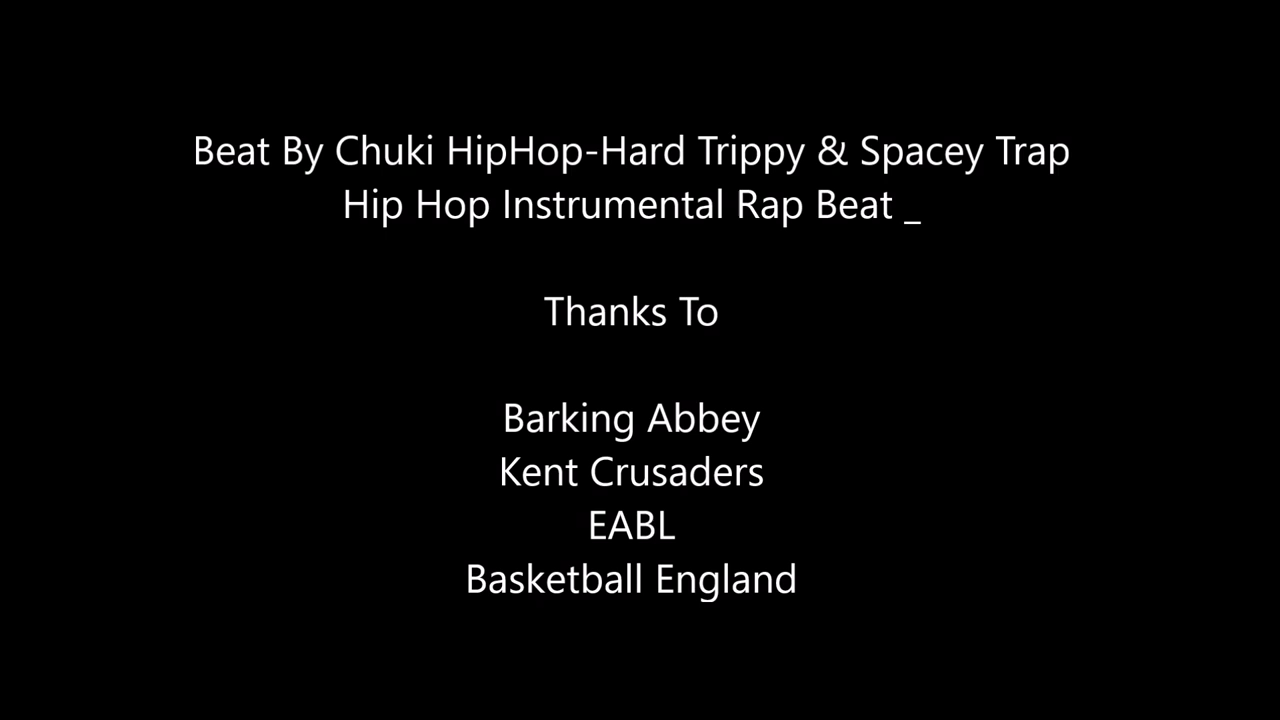 Beat By Chuki HipHop-Hard Trippy & Spacey Trap
Hip Hop Instrumental Rap Beat _
Thanks To
Barking Abbey
Kent Crusaders
EABL
Basketball England